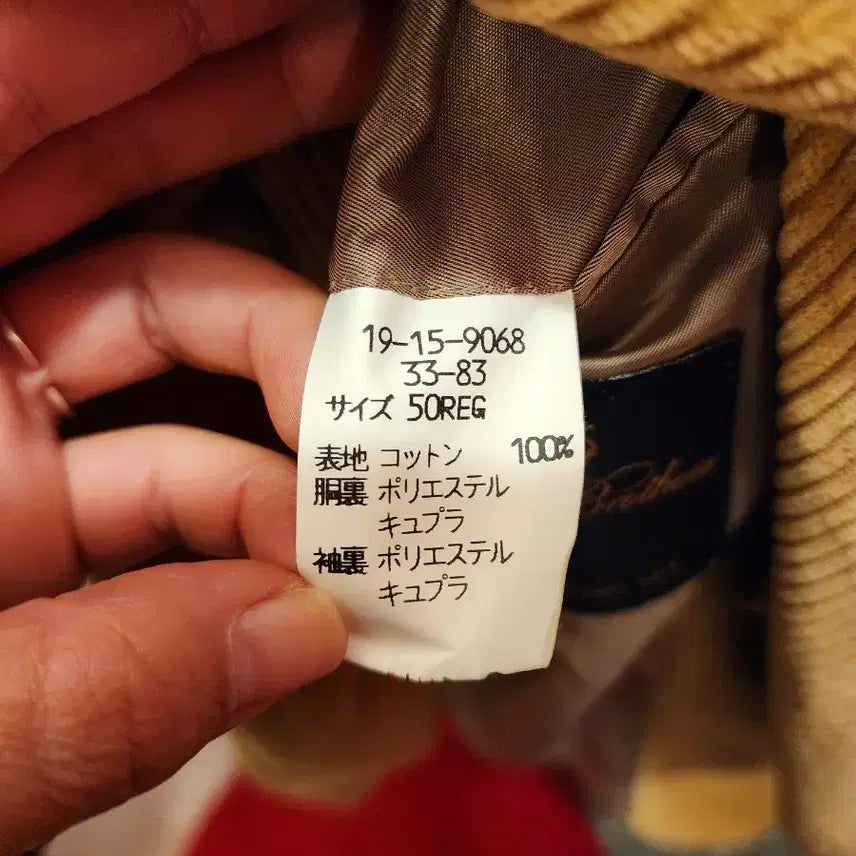 19-15-9068
33-83
サイズ 50REG
表地 コットン 100%
胴裏 ポリエステル
キュプラ
袖裏 ポリエステル
キュプラ
Brothers